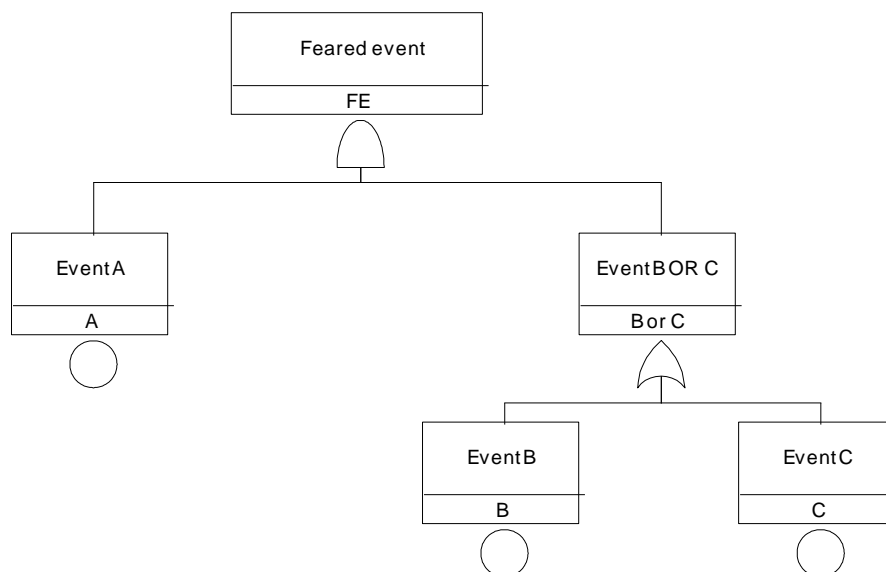 Feared event
FE
Event A
A
Event B OR C
B or C
Event B
B
Event C
C